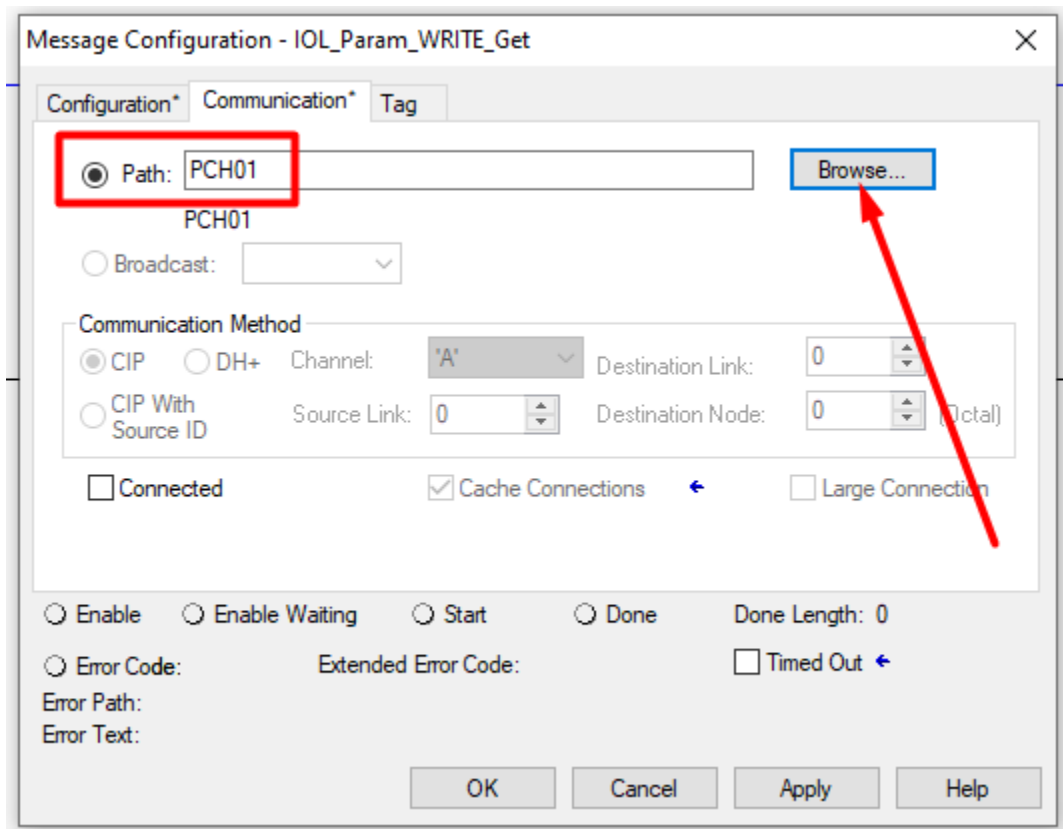 Message Configuration - IOL_Param_WRITE_Get
Configuration* Communication* Tag
Path: PCH01 Browse...
PCH01
Broadcast:
Communication Method
CIP DH+ Channel: 'A' Destination Link: 0
CIP With Source ID Source Link: 0 Destination Node: 0 (Octal)
Connected Cache Connections Large Connection
Enable Enable Waiting Start Done Done Length: 0
Error Code: Extended Error Code: Timed Out
Error Path:
Error Text:
OK Cancel Apply Help